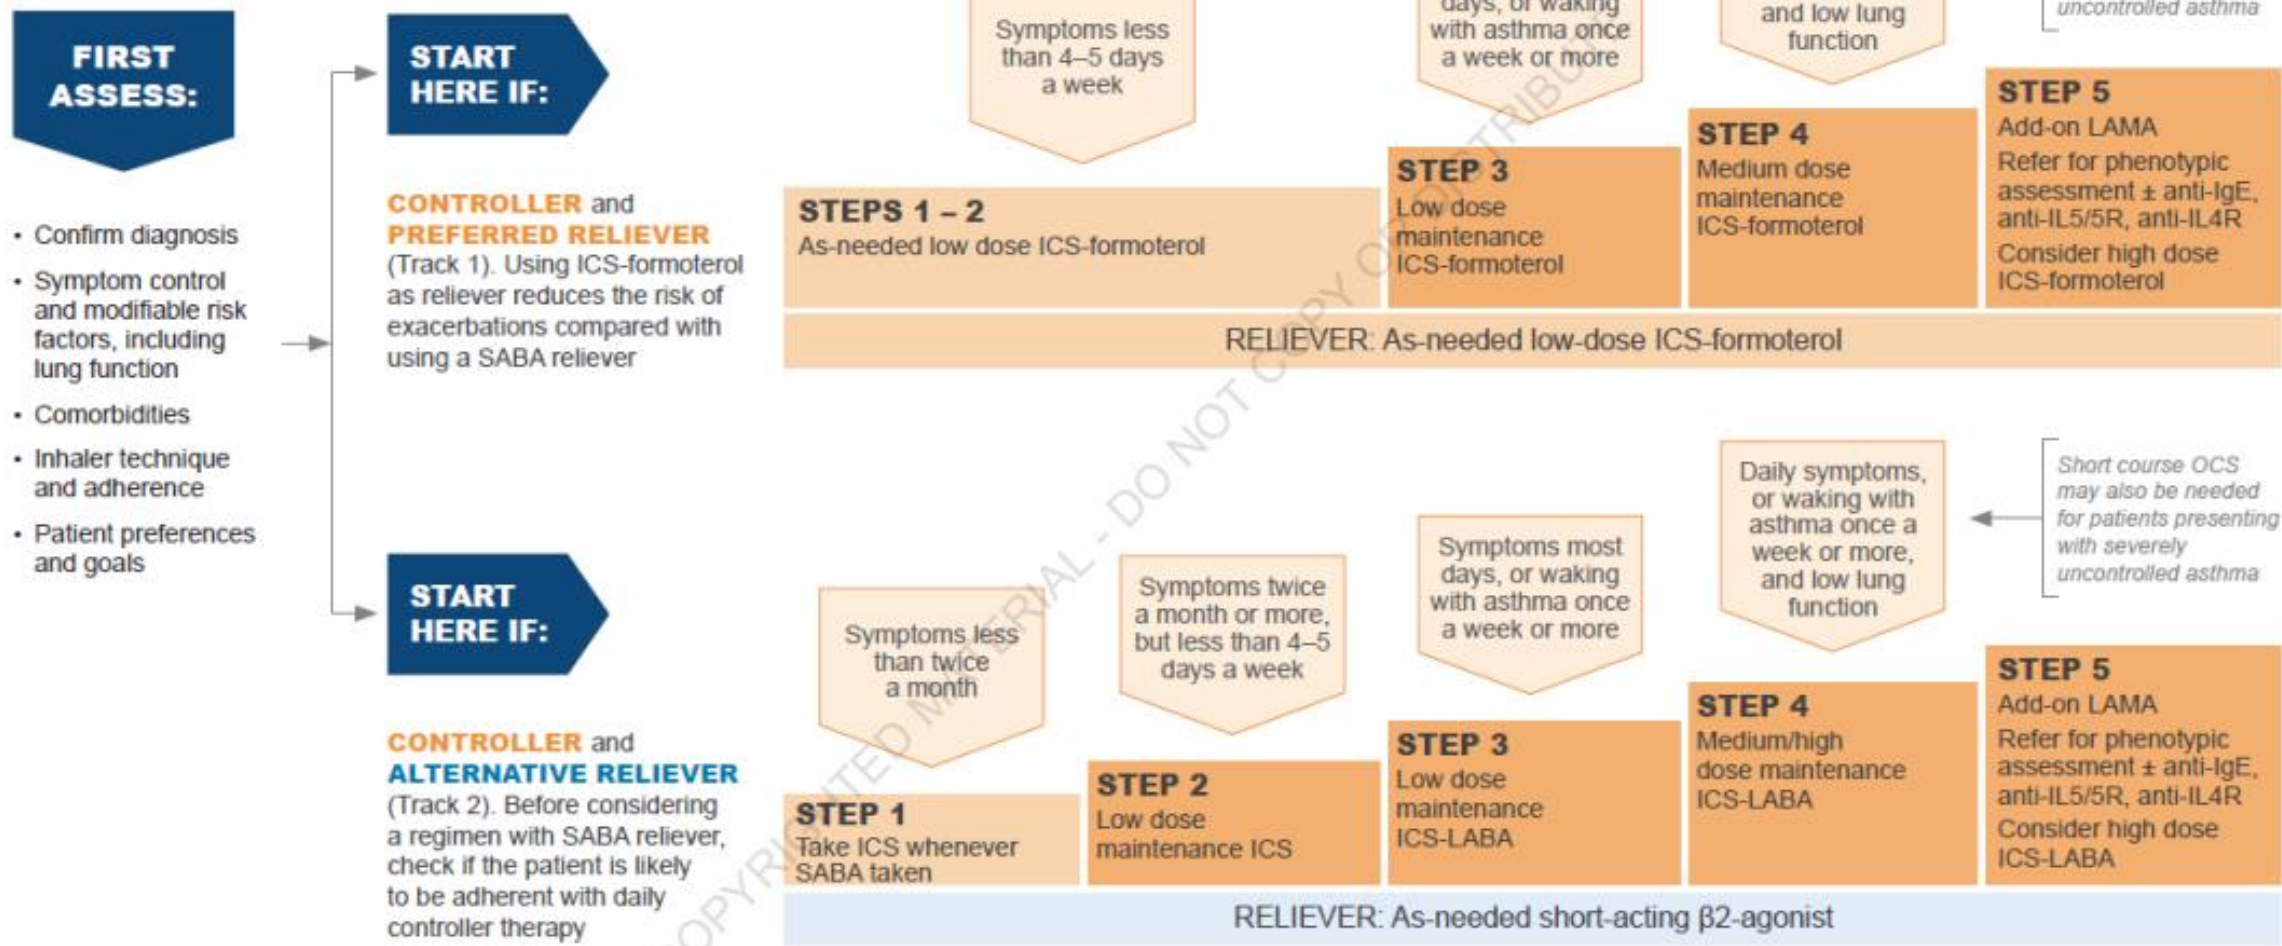 FIRST
ASSESS:
• Confirm diagnosis
• Symptom control
and modifiable risk
factors, including
lung function
• Comorbidities
• Inhaler technique
and adherence
• Patient preferences
and goals
START
HERE IF:
Symptoms less
than 4–5 days
a week
days, or waking
with asthma once
a week or more
and low lung
function
uncontrolled asthma
CONTROLLER and
PREFERRED RELIEVER
(Track 1). Using ICS-formoterol
as reliever reduces the risk of
exacerbations compared with
using a SABA reliever
STEPS 1 – 2
As-needed low dose ICS-formoterol
STEP 3
Low dose
maintenance
ICS-formoterol
STEP 4
Medium dose
maintenance
ICS-formoterol
STEP 5
Add-on LAMA
Refer for phenotypic
assessment ± anti-IgE,
anti-IL5/5R, anti-IL4R
Consider high dose
ICS-formoterol
RELIEVER: As-needed low-dose ICS-formoterol
START
HERE IF:
Symptoms less
than twice
a month
Symptoms twice
a month or more,
but less than 4–5
days a week
Symptoms most
days, or waking
with asthma once
a week or more
Daily symptoms,
or waking with
asthma once a
week or more,
and low lung
function
Short course OCS
may also be needed
for patients presenting
with severely
uncontrolled asthma
CONTROLLER and
ALTERNATIVE RELIEVER
(Track 2). Before considering
a regimen with SABA reliever,
check if the patient is likely
to be adherent with daily
controller therapy
STEP 1
Take ICS whenever
SABA taken
STEP 2
Low dose
maintenance ICS
STEP 3
Low dose
maintenance
ICS-LABA
STEP 4
Medium/high
dose maintenance
ICS-LABA
STEP 5
Add-on LAMA
Refer for phenotypic
assessment ± anti-IgE,
anti-IL5/5R, anti-IL4R
Consider high dose
ICS-LABA
RELIEVER: As-needed short-acting β2-agonist
MATERIAL - DO NOT COPY OR